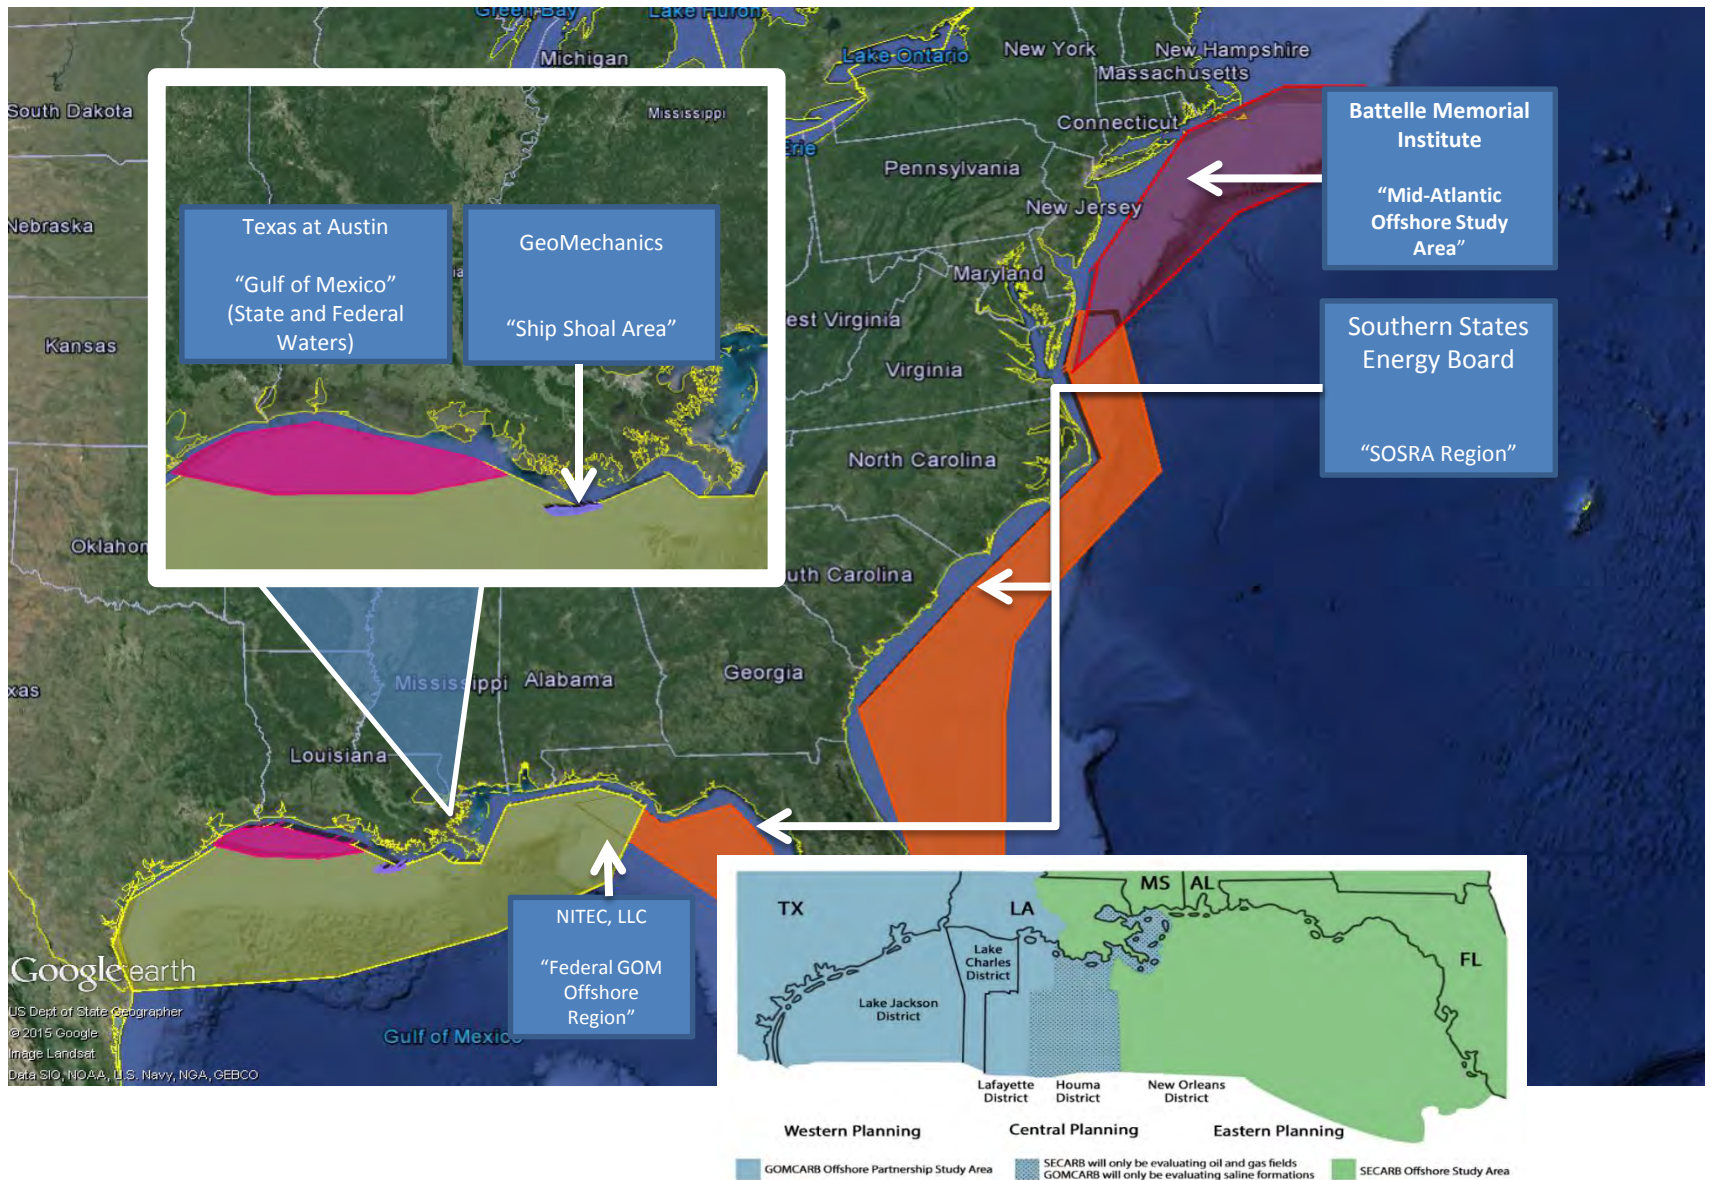 Green Bay
Lake Huron
Michigan
Lake Ontario
New York
New Hampshire
Massachusetts
South Dakota
Mississippi
Connecticut
Erie
Pennsylvania
Battelle Memorial
Institute
“Mid-Atlantic
Offshore Study
Area”
Nebraska
New Jersey
Texas at Austin
“Gulf of Mexico”
(State and Federal
Waters)
GeoMechanics
“Ship Shoal Area”
Maryland
est Virginia
Southern States
Energy Board
“SOSRA Region”
Kansas
Virginia
North Carolina
Oklahom
uth Carolina
xas
Mississippi
Alabama
Georgia
Louisiana
NITEC, LLC
“Federal GOM
Offshore
Region”
Google earth
US Dept of State Geographer
© 2015 Google
Image Landsat
Data SIO, NOAA, U.S. Navy, NGA, GEBCO
Gulf of Mexico
TX
LA
MS
AL
FL
Lake
Charles
District
Lake Jackson
District
Lafayette
District
Houma
District
New Orleans
District
Western Planning
Central Planning
Eastern Planning
GOMCARB Offshore Partnership Study Area
SECARB will only be evaluating oil and gas fields
GOMCARB will only be evaluating saline formations
SECARB Offshore Study Area